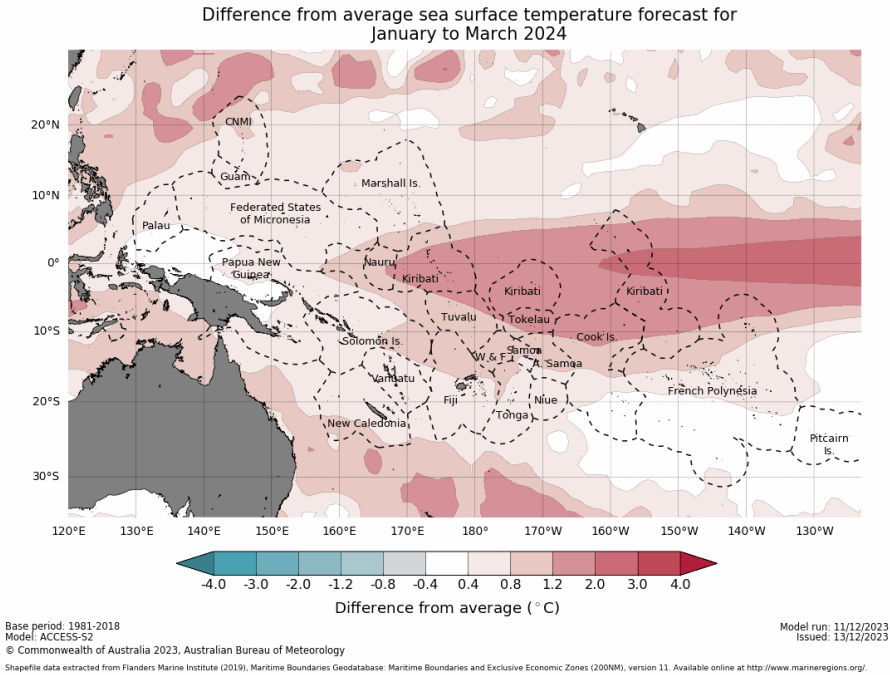 Difference from average sea surface temperature forecast for
January to March 2024
20°N
10°N
0°
10°S
20°S
30°S
CNMI
Guam
Marshall Is.
Federated States
of Micronesia
Palau
Papua New
Guinea
Nauru
Kiribati
Kiribati
Kiribati
Tuvalu
Tokelau
Cook Is.
Solomon Is.
W & F
Samoa
A. Samoa
Vanuatu
French Polynesia
Fiji
Niue
Tonga
New Caledonia
Pitcairn
Is.
120°E 130°E 140°E 150°E 160°E 170°E 180° 170°W 160°W 150°W 140°W 130°W
-4.0 -3.0 -2.0 -1.2 -0.8 -0.4 0.4 0.8 1.2 2.0 3.0 4.0
Difference from average (°C)
Base period: 1981-2018
Model: ACCESS-S2
© Commonwealth of Australia 2023, Australian Bureau of Meteorology
Model run: 11/12/2023
Issued: 13/12/2023
Shapefile data extracted from Flanders Marine Institute (2019), Maritime Boundaries Geodatabase: Maritime Boundaries and Exclusive Economic Zones (200NM), version 11. Available online at http://www.marineregions.org/.